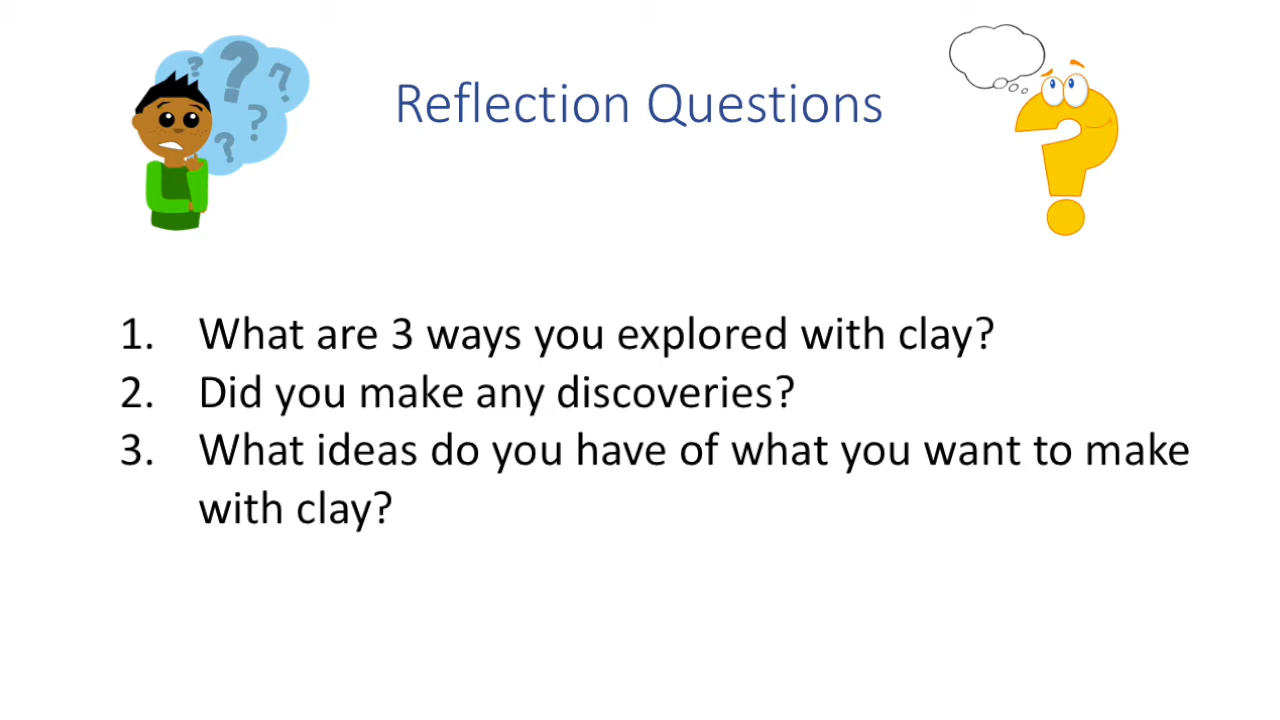 Reflection Questions
1. What are 3 ways you explored with clay?
2. Did you make any discoveries?
3. What ideas do you have of what you want to make
with clay?